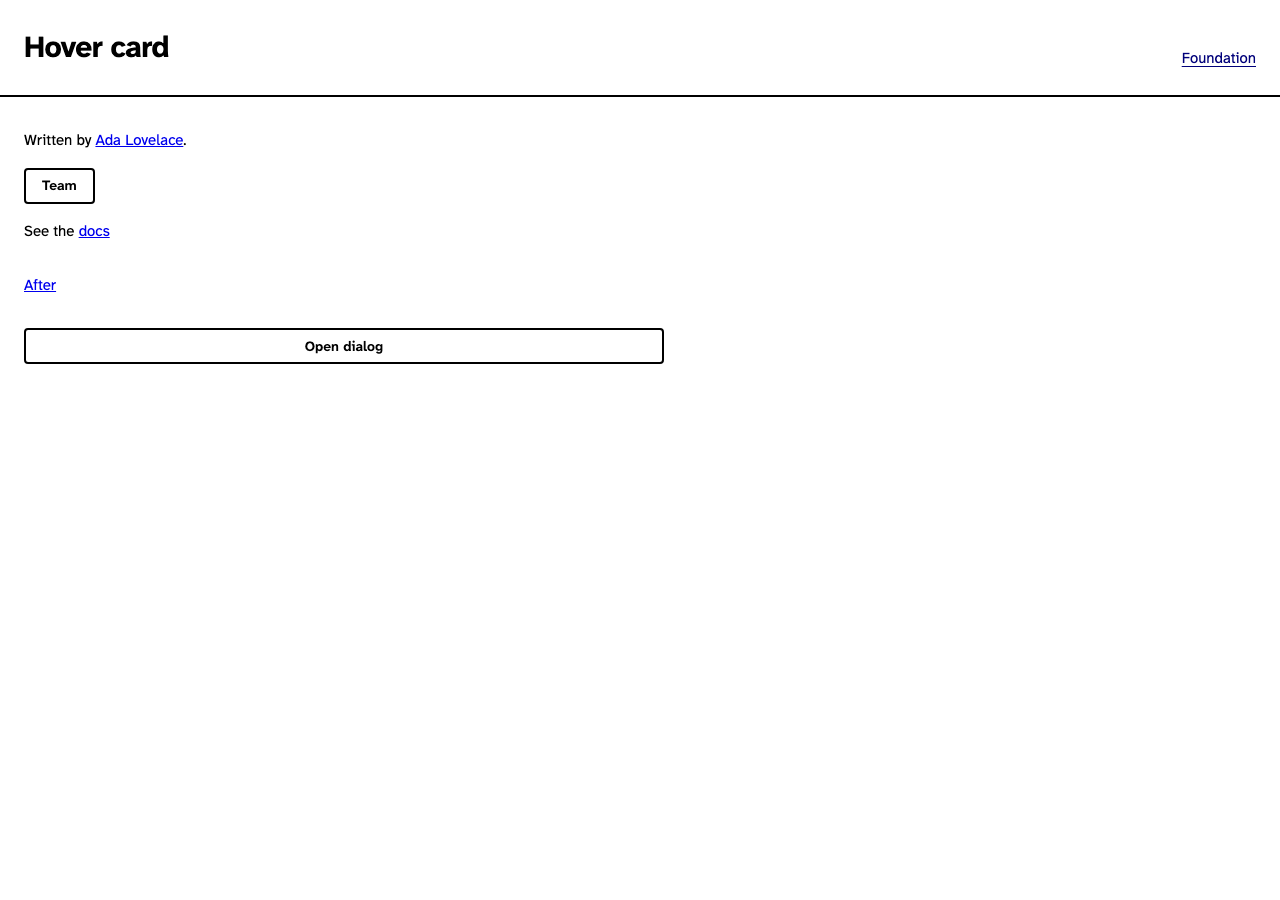 Hover card
Foundation
Written by Ada Lovelace.
Team
See the docs
After
Open dialog